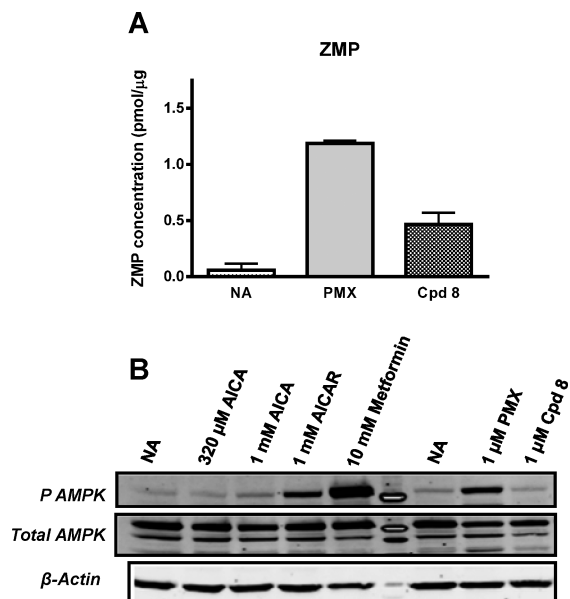 A
ZMP
ZMP concentration (pmol/µg)
1.5
1.0
0.5
0.0
NA PMX Cpd 8
B
NA 320 µM AICA 1 mM AICA 1 mM AICAR 10 mM Metformin NA 1 µM PMX 1 µM Cpd 8
P AMPK
Total AMPK
β-Actin